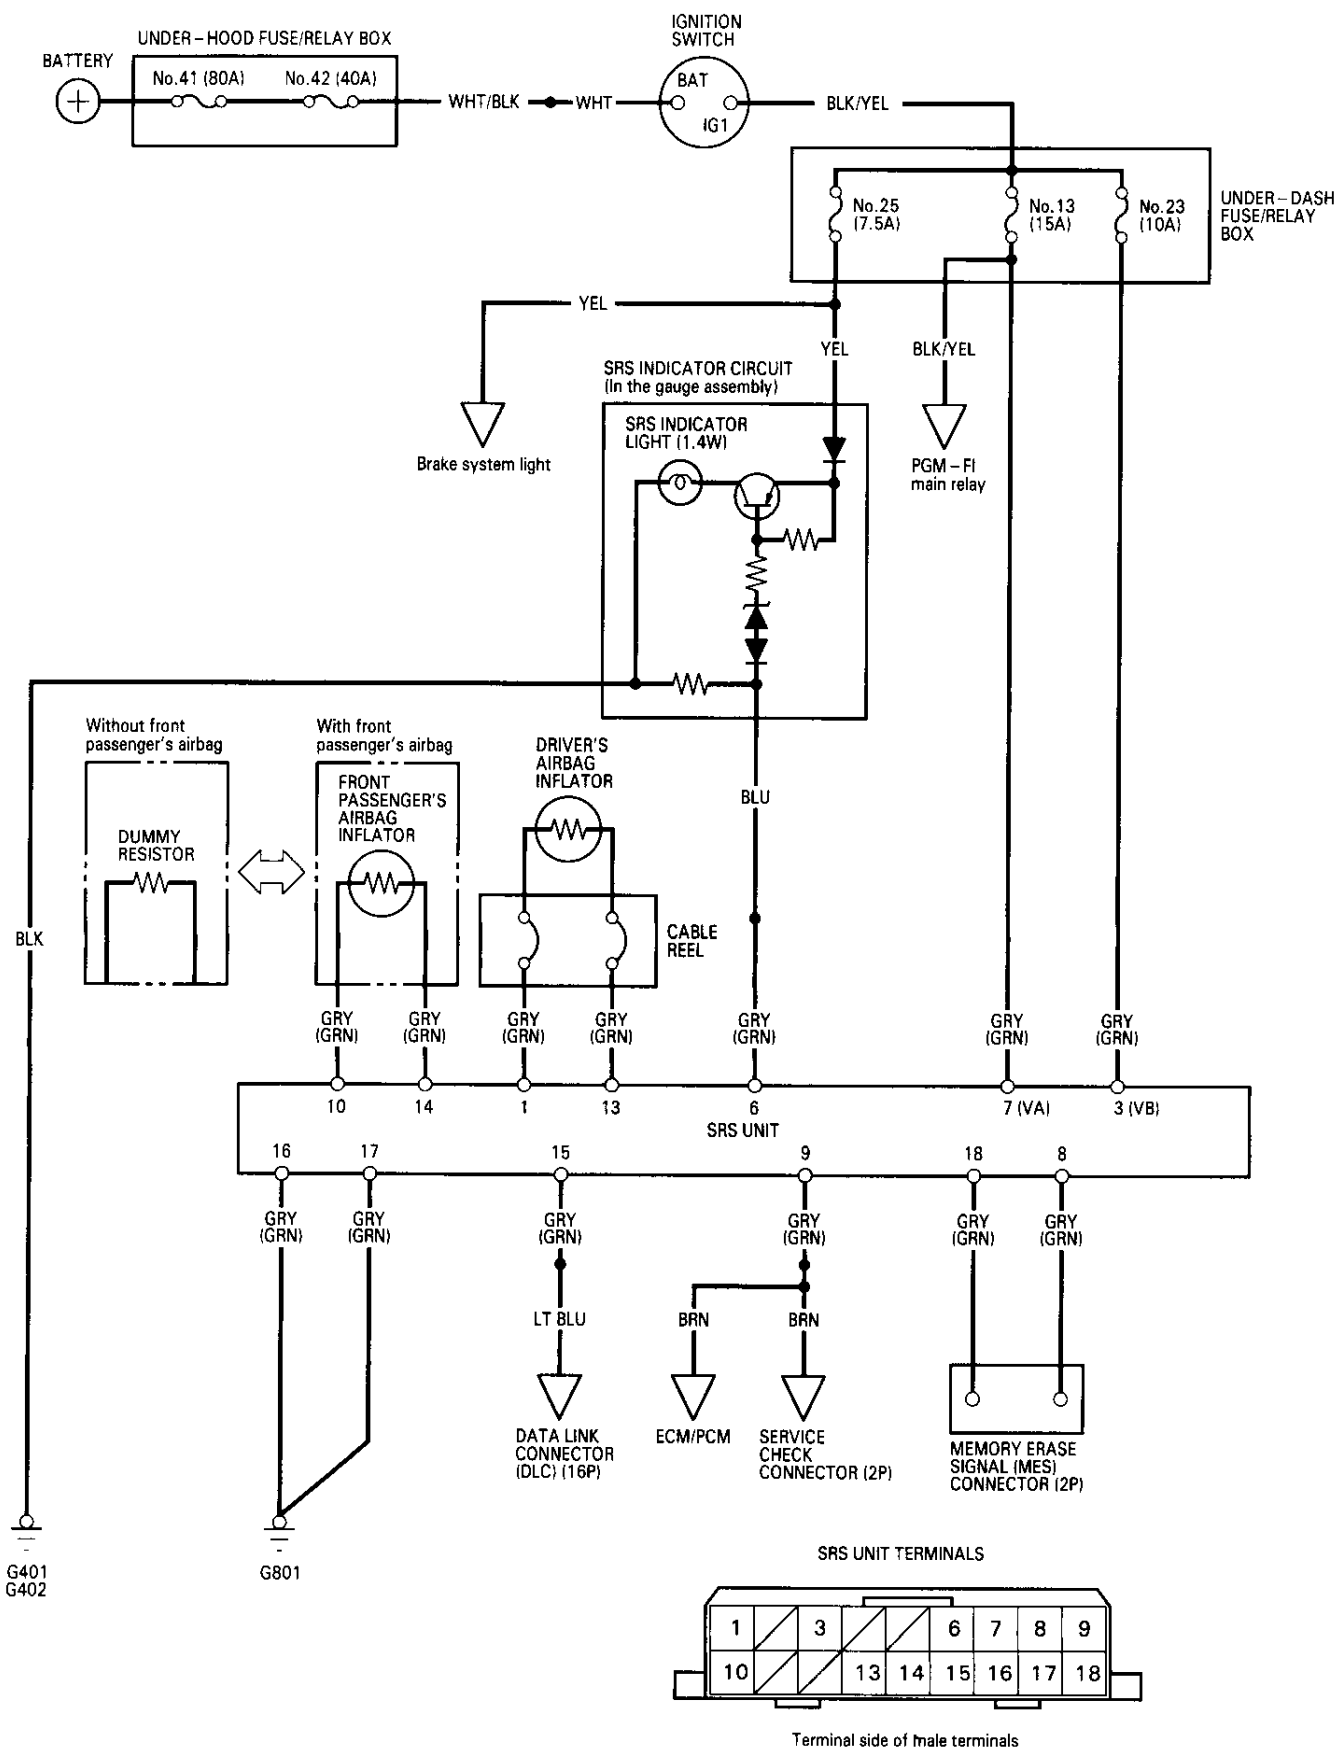 IGNITION
SWITCH
UNDER-HOOD FUSE/RELAY BOX
BATTERY
No.41 (80A)
No.42 (40A)
BAT
IG1
WHT/BLK
WHT
BLK/YEL
No.25
(7.5A)
No.13
(15A)
No.23
(10A)
UNDER-DASH
FUSE/RELAY
BOX
YEL
YEL
BLK/YEL
SRS INDICATOR CIRCUIT
(In the gauge assembly)
SRS INDICATOR
LIGHT (1.4W)
Brake system light
PGM-FI
main relay
Without front
passenger's airbag
With front
passenger's airbag
DRIVER'S
AIRBAG
INFLATOR
FRONT
PASSENGER'S
AIRBAG
INFLATOR
DUMMY
RESISTOR
BLU
BLK
CABLE
REEL
GRY
(GRN)
GRY
(GRN)
GRY
(GRN)
GRY
(GRN)
GRY
(GRN)
GRY
(GRN)
GRY
(GRN)
10
14
1
13
6
7 (VA)
3 (VB)
SRS UNIT
16
17
15
9
18
8
GRY
(GRN)
GRY
(GRN)
GRY
(GRN)
GRY
(GRN)
GRY
(GRN)
GRY
(GRN)
LT BLU
BRN
BRN
DATA LINK
CONNECTOR
(DLC) (16P)
ECM/PCM
SERVICE
CHECK
CONNECTOR (2P)
MEMORY ERASE
SIGNAL (MES)
CONNECTOR (2P)
G401
G402
G801
SRS UNIT TERMINALS
1 3 6 7 8 9
10 13 14 15 16 17 18
Terminal side of male terminals